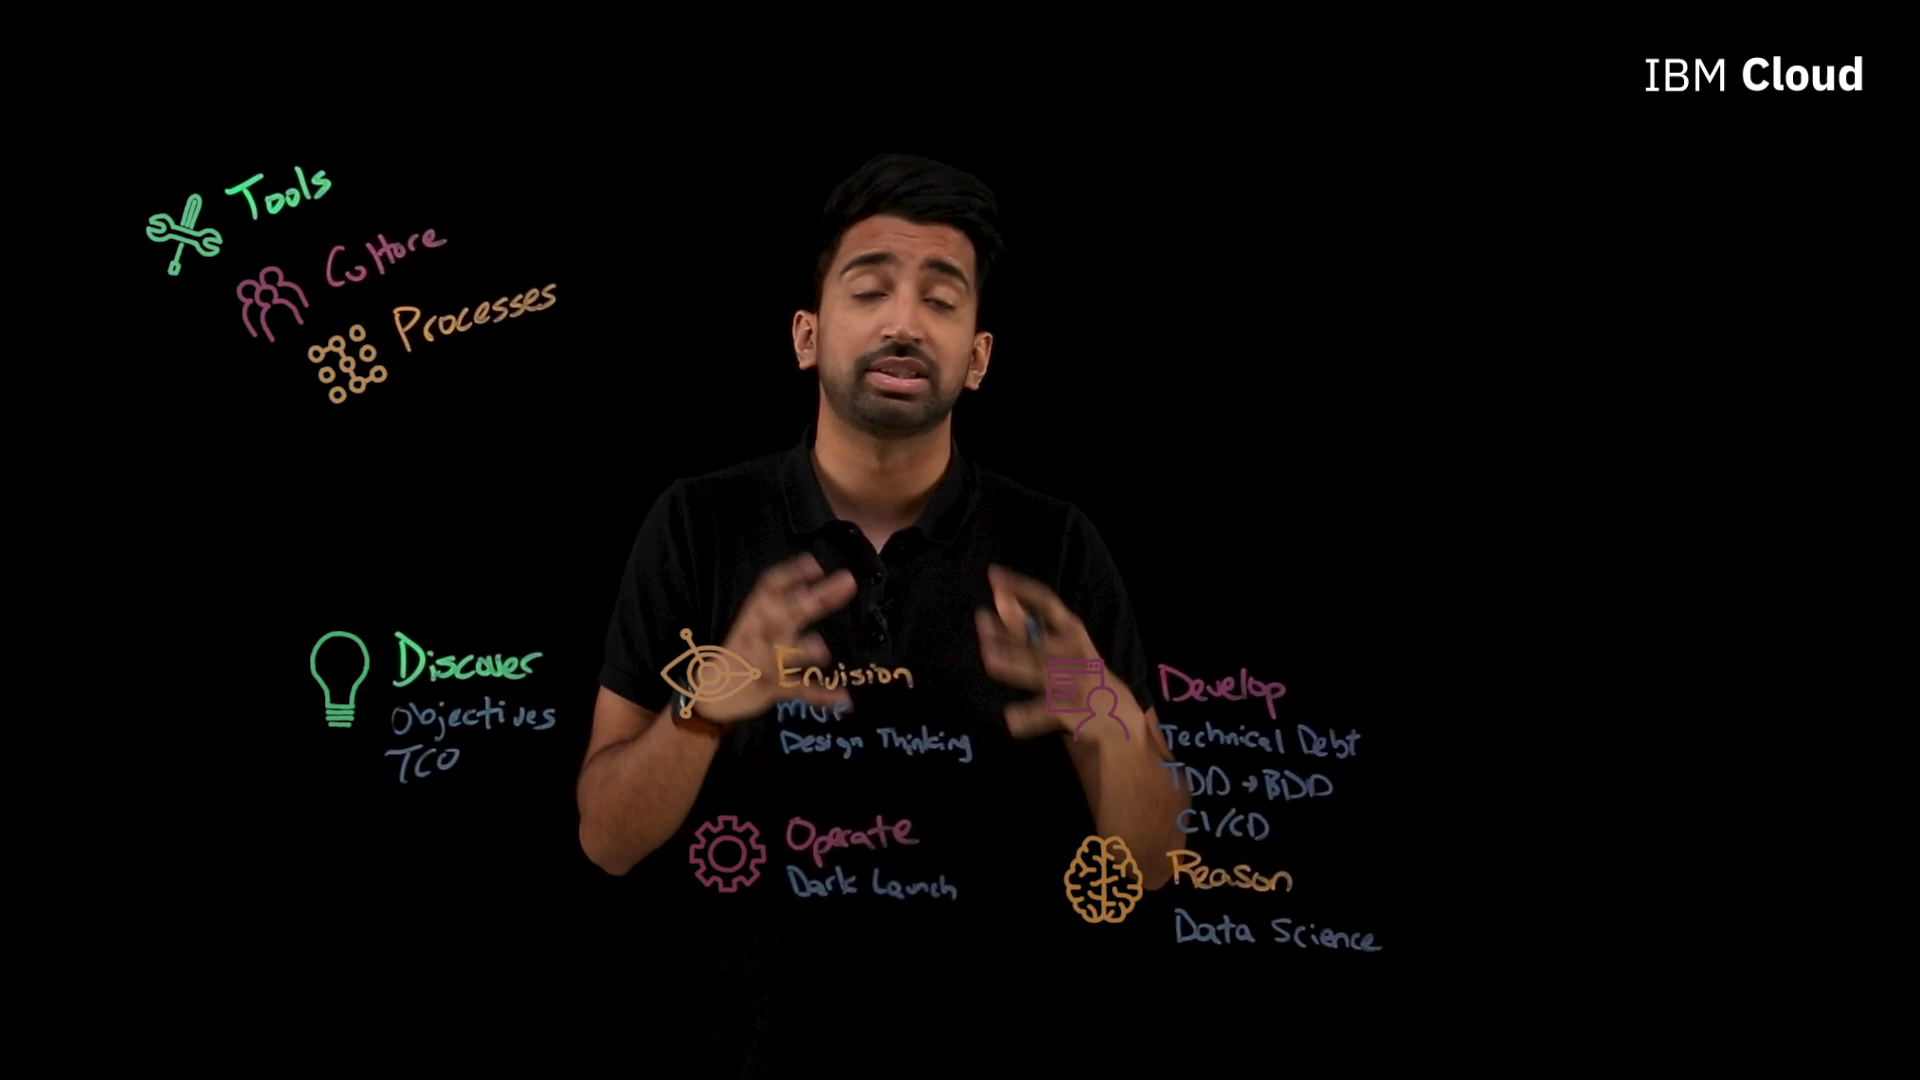 IBM Cloud
Tools
Culture
Processes
Discover
Objectives
TCO
Envision
MVP
Design Thinking
Develop
Technical Debt
TDD → BDD
CI/CD
Operate
Dark Launch
Reason
Data Science